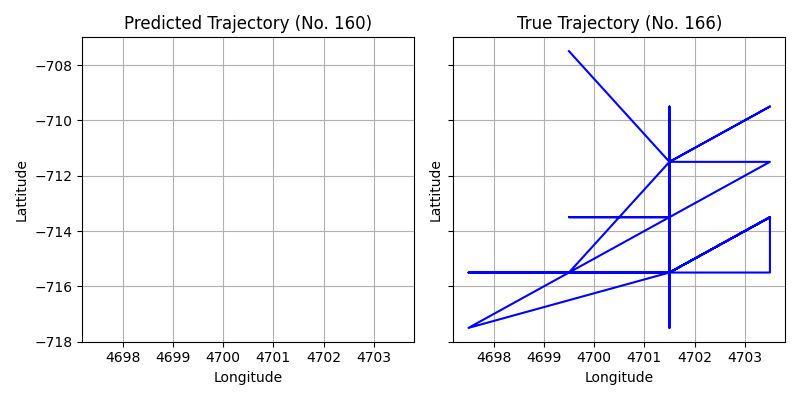 Predicted Trajectory (No. 160)
Lattitude
−708
−710
−712
−714
−716
−718
4698 4699 4700 4701 4702 4703
Longitude
True Trajectory (No. 166)
Lattitude
4698 4699 4700 4701 4702 4703
Longitude